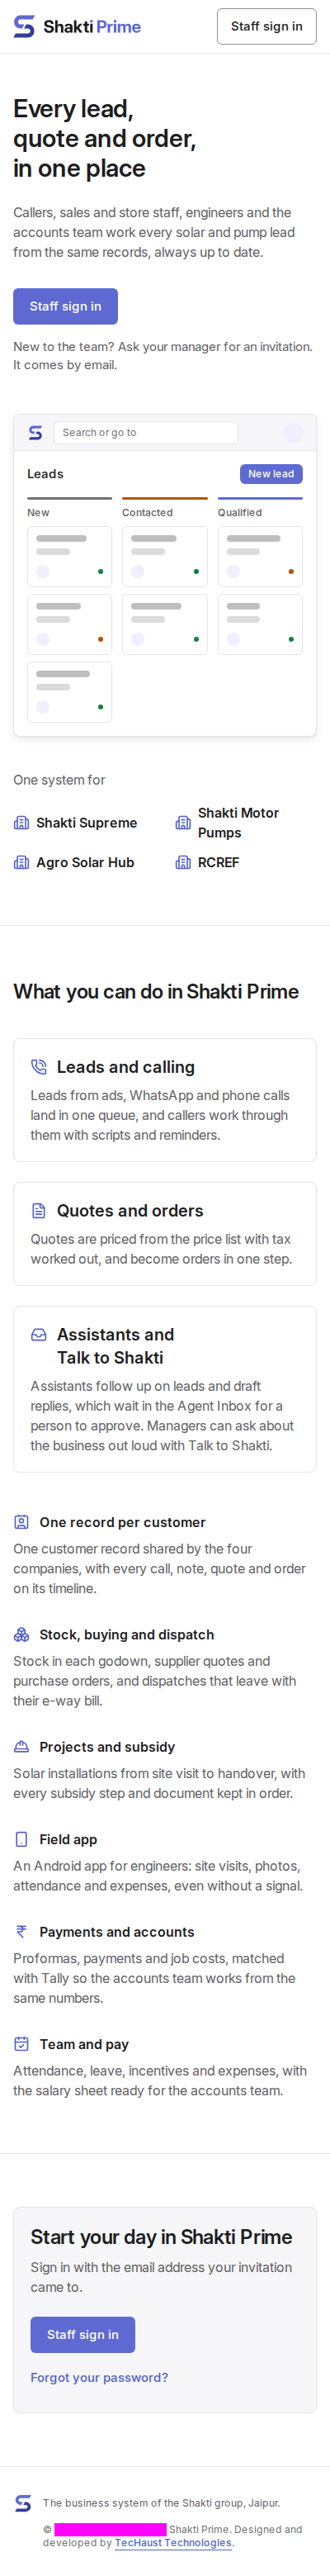 Shakti Prime
Staff sign in
Every lead,
quote and order,
in one place
Callers, sales and store staff, engineers and the
accounts team work every solar and pump lead
from the same records, always up to date.
Staff sign in
New to the team? Ask your manager for an invitation.
It comes by email.
Search or go to
Leads
New lead
New
Contacted
Qualified
One system for
Shakti Supreme
Shakti Motor
Pumps
Agro Solar Hub
RCREF
What you can do in Shakti Prime
Leads and calling
Leads from ads, WhatsApp and phone calls
land in one queue, and callers work through
them with scripts and reminders.
Quotes and orders
Quotes are priced from the price list with tax
worked out, and become orders in one step.
Assistants and
Talk to Shakti
Assistants follow up on leads and draft
replies, which wait in the Agent Inbox for a
person to approve. Managers can ask about
the business out loud with Talk to Shakti.
One record per customer
One customer record shared by the four
companies, with every call, note, quote and order
on its timeline.
Stock, buying and dispatch
Stock in each godown, supplier quotes and
purchase orders, and dispatches that leave with
their e-way bill.
Projects and subsidy
Solar installations from site visit to handover, with
every subsidy step and document kept in order.
Field app
An Android app for engineers: site visits, photos,
attendance and expenses, even without a signal.
Payments and accounts
Proformas, payments and job costs, matched
with Tally so the accounts team works from the
same numbers.
Team and pay
Attendance, leave, incentives and expenses, with
the salary sheet ready for the accounts team.
Start your day in Shakti Prime
Sign in with the email address your invitation
came to.
Staff sign in
Forgot your password?
The business system of the Shakti group, Jaipur.
© Shakti Prime. Designed and
developed by TecHaust Technologies.